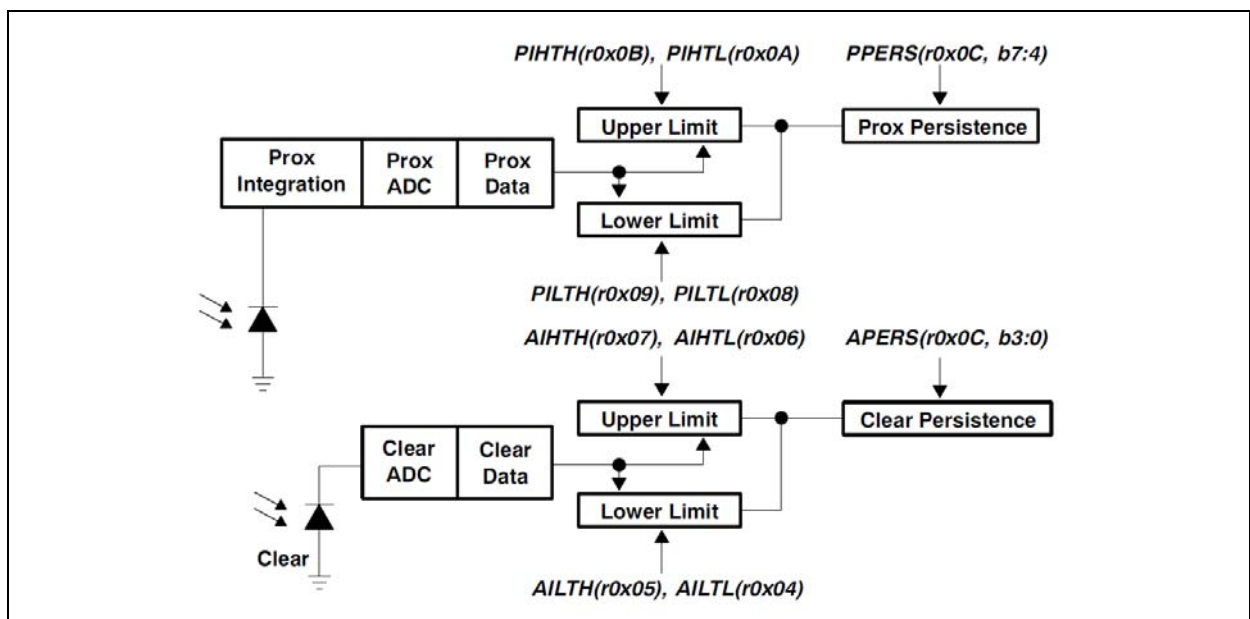 PIHTH(r0x0B), PIHTL(r0x0A)
PPERS(r0x0C, b7:4)
Upper Limit
Prox Persistence
Prox Integration
Prox ADC
Prox Data
Lower Limit
PILTH(r0x09), PILTL(r0x08)
AIHTH(r0x07), AIHTL(r0x06)
APERS(r0x0C, b3:0)
Upper Limit
Clear Persistence
Clear ADC
Clear Data
Lower Limit
Clear
AILTH(r0x05), AILTL(r0x04)